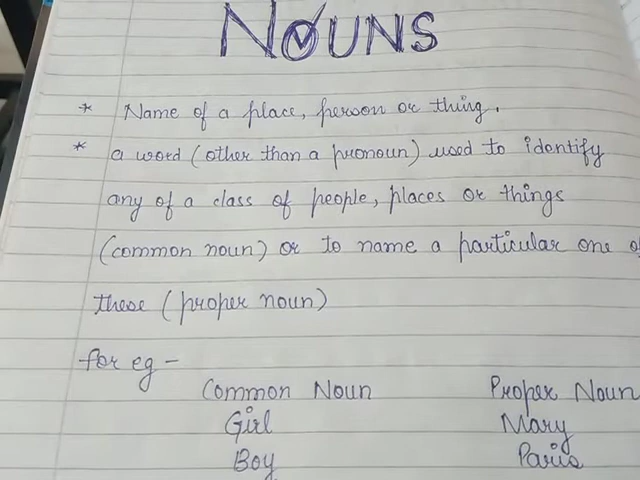 NOUNS
* Name of a place, person or thing.
* a word (other than a pronoun) used to identify
any of a class of people, places or things
(common noun) or to name a particular one of
these (proper noun)
for eg -
Common Noun Proper Noun
Girl Mary
Boy Paris